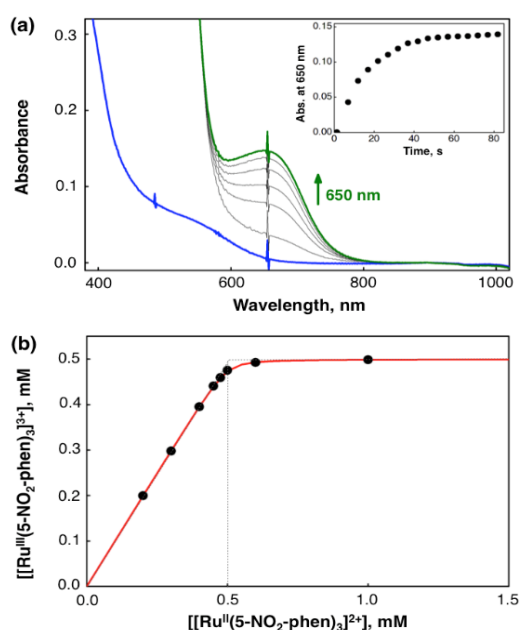 (a)
0.3
0.2
0.1
0.0
Absorbance
400
600
800
1000
Wavelength, nm
650 nm
0.15
0.10
0.05
0.00
Abs. at 650 nm
0
20
40
60
80
Time, s
(b)
0.5
0.4
0.3
0.2
0.0
[[Ru^III(5-NO₂-phen)₃]³⁺], mM
0.0
0.5
1.0
1.5
[[Ru^II(5-NO₂-phen)₃]²⁺], mM